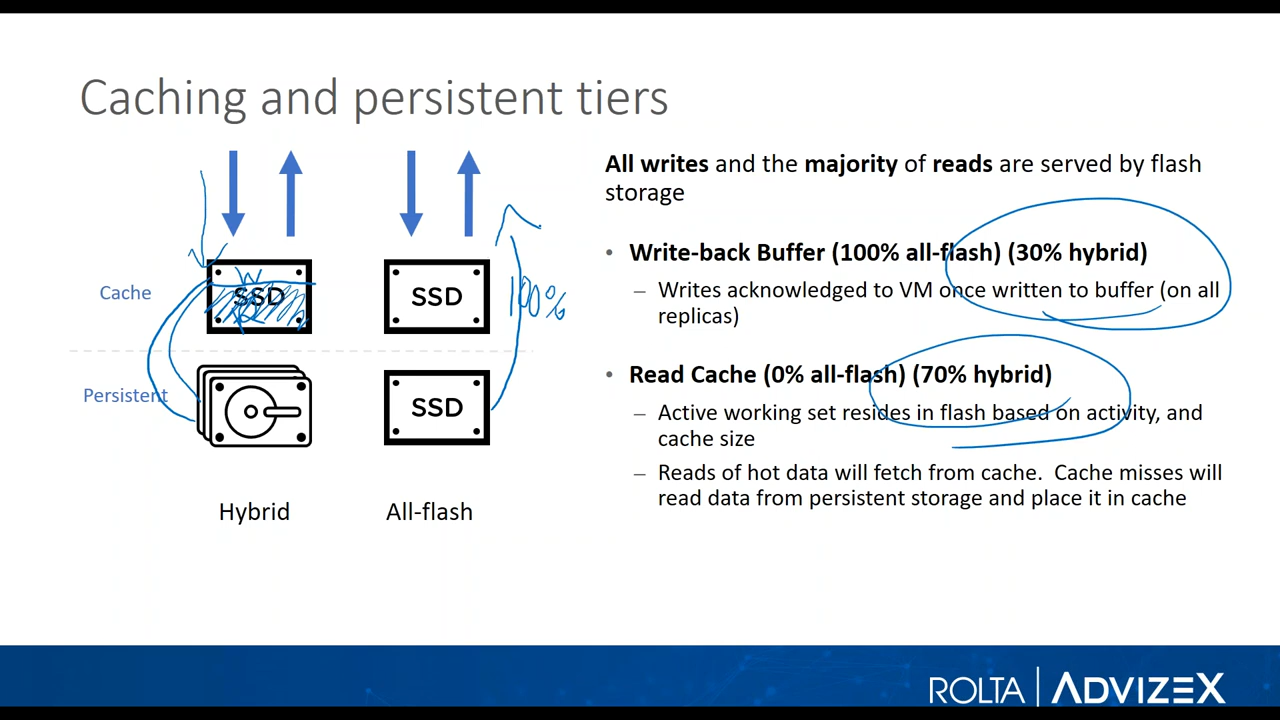 Caching and persistent tiers
Cache
Persistent
SSD
SSD
SSD
W
R
100%
Hybrid
All-flash
All writes and the majority of reads are served by flash
storage
• Write-back Buffer (100% all-flash) (30% hybrid)
– Writes acknowledged to VM once written to buffer (on all
replicas)
• Read Cache (0% all-flash) (70% hybrid)
– Active working set resides in flash based on activity, and
cache size
– Reads of hot data will fetch from cache.  Cache misses will
read data from persistent storage and place it in cache
ROLTA | ADVIZEX